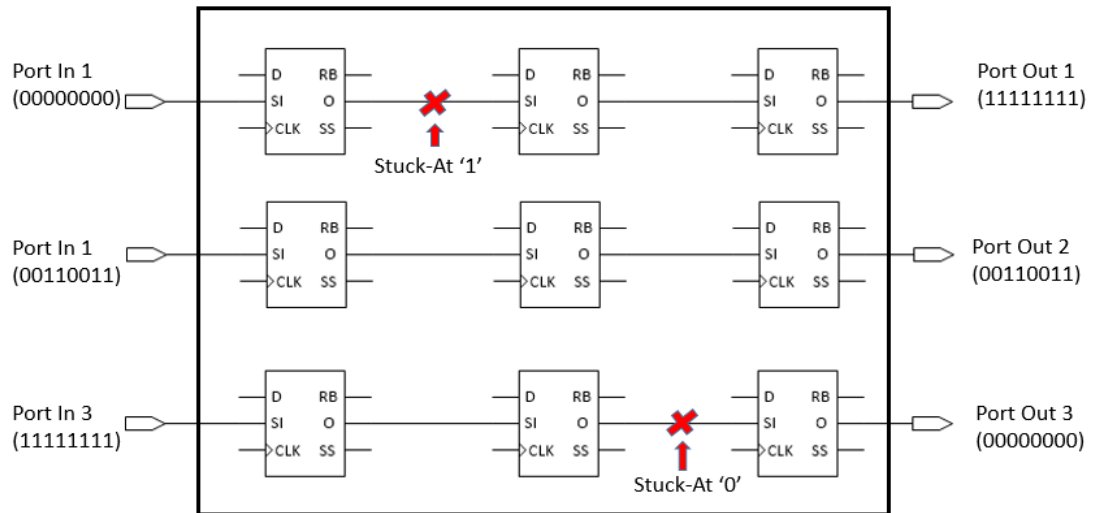 Port In 1
(00000000)
D RB
SI O
CLK SS
D RB
SI O
CLK SS
D RB
SI O
CLK SS
Port Out 1
(11111111)
Stuck-At ‘1’
Port In 1
(00110011)
D RB
SI O
CLK SS
D RB
SI O
CLK SS
D RB
SI O
CLK SS
Port Out 2
(00110011)
Port In 3
(11111111)
D RB
SI O
CLK SS
D RB
SI O
CLK SS
D RB
SI O
CLK SS
Port Out 3
(00000000)
Stuck-At ‘0’